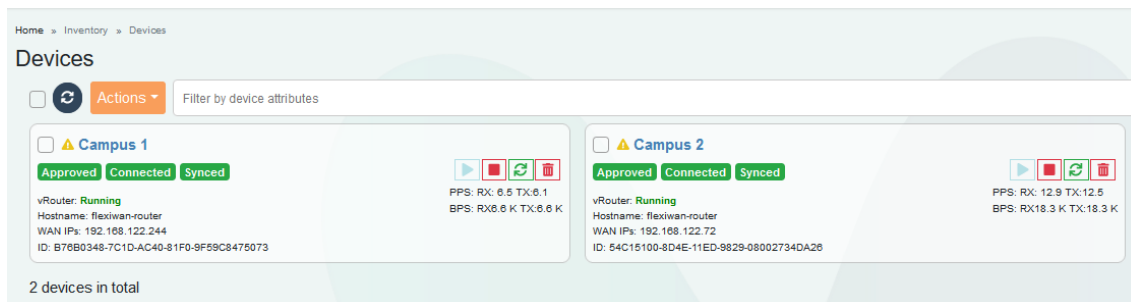 Home » Inventory » Devices
Devices
Actions
Filter by device attributes
Campus 1
Approved Connected Synced
vRouter: Running
Hostname: flexiwan-router
WAN IPs: 192.168.122.244
ID: B76B0348-7C1D-AC40-81F0-9F59C8475073
PPS: RX: 6.5 TX:6.1
BPS: RX6.6 K TX:6.6 K
Campus 2
Approved Connected Synced
vRouter: Running
Hostname: flexiwan-router
WAN IPs: 192.168.122.72
ID: 54C15100-8D4E-11ED-9829-08002734DA26
PPS: RX: 12.9 TX:12.5
BPS: RX18.3 K TX:18.3 K
2 devices in total